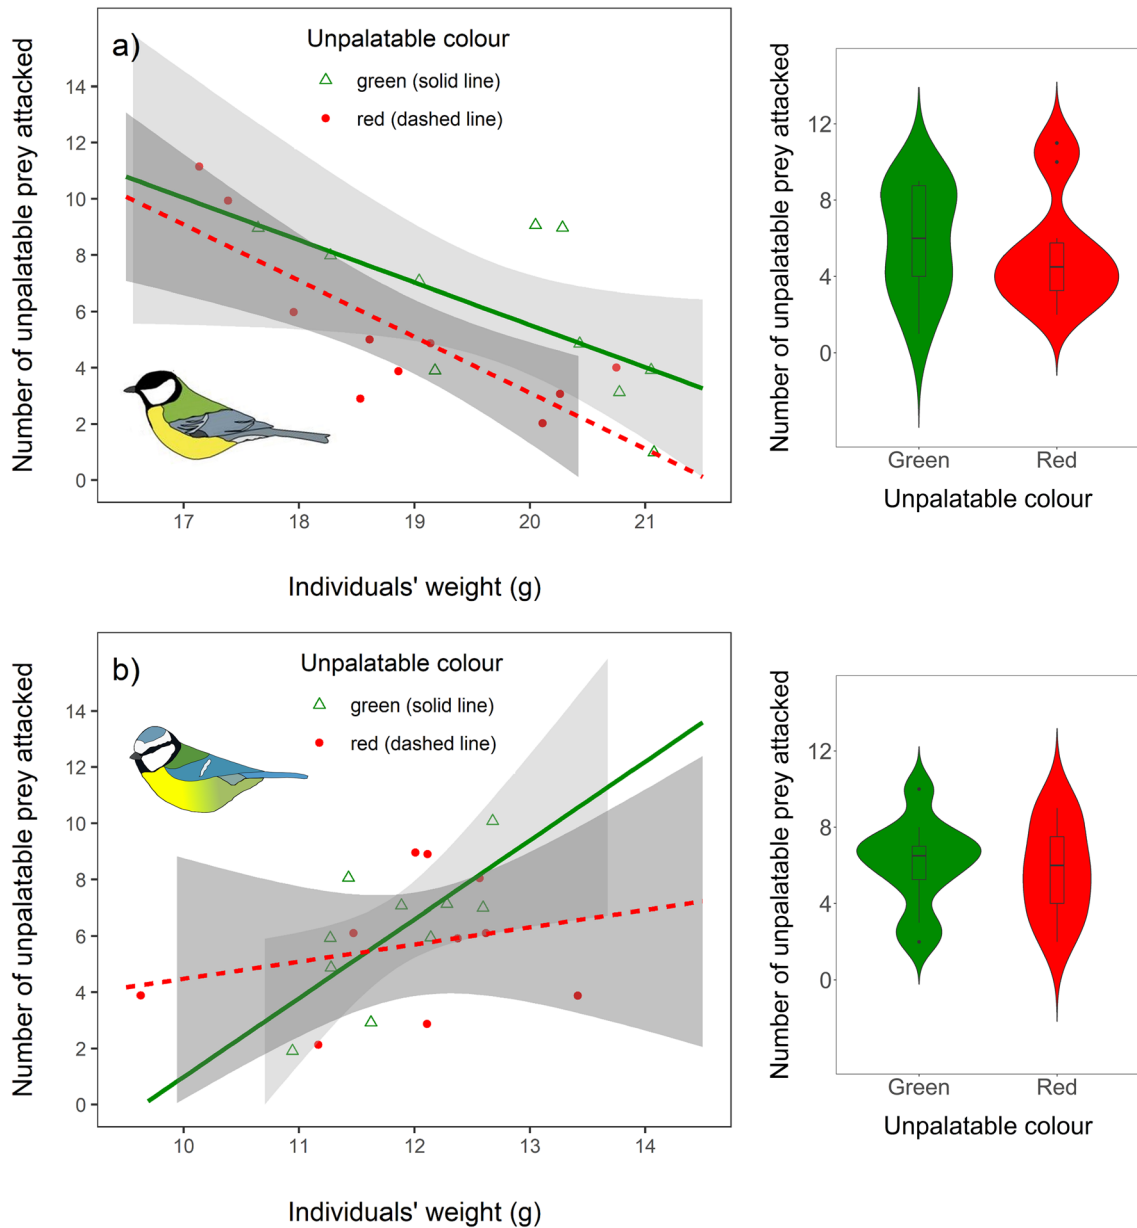 a)
Unpalatable colour
green (solid line)
red (dashed line)
Number of unpalatable prey attacked
14
12
10
8
6
4
2
0
17
18
19
20
21
Individuals' weight (g)
Number of unpalatable prey attacked
12
8
4
0
Green
Red
Unpalatable colour
b)
Unpalatable colour
green (solid line)
red (dashed line)
Number of unpalatable prey attacked
14
12
10
8
6
4
2
0
10
11
12
13
14
Individuals' weight (g)
Number of unpalatable prey attacked
12
8
4
0
Green
Red
Unpalatable colour